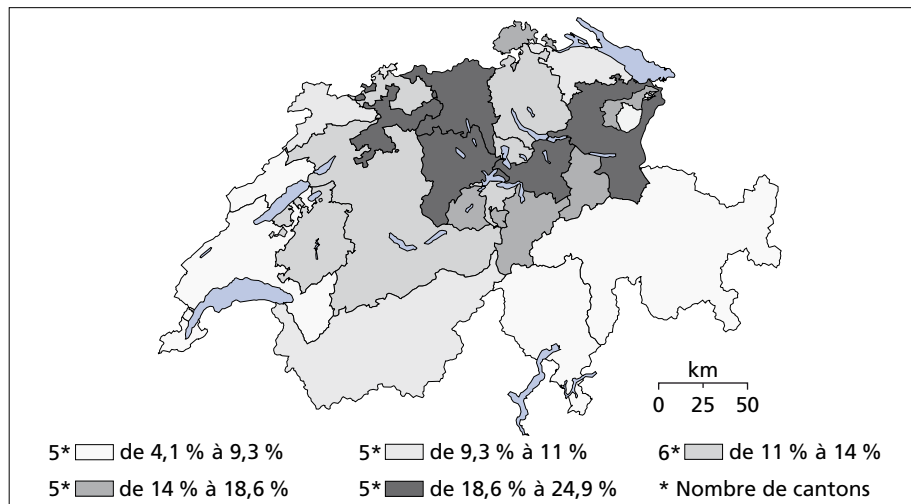 km
0 25 50
5* de 4,1 % à 9,3 % 5* de 9,3 % à 11 % 6* de 11 % à 14 %
5* de 14 % à 18,6 % 5* de 18,6 % à 24,9 % * Nombre de cantons